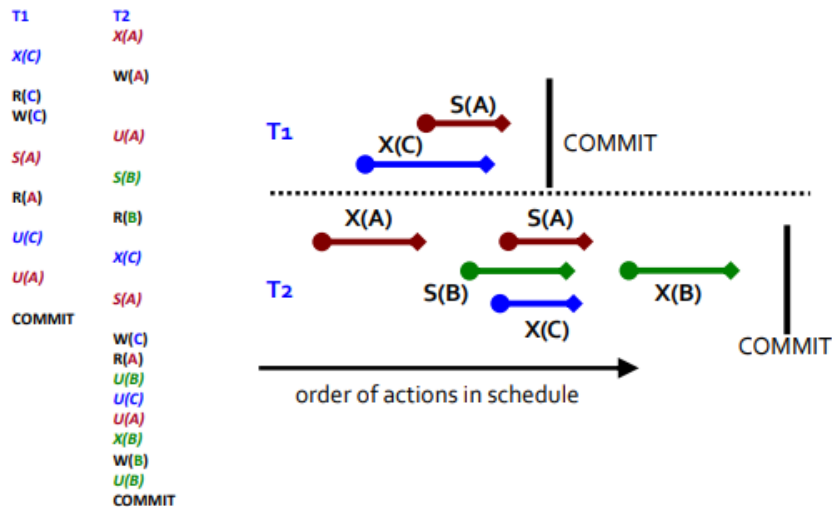 T1 T2
X(A)
X(C)
W(A)
R(C)
W(C)
U(A)
S(A)
S(B)
R(A)
R(B)
U(C)
X(C)
U(A)
S(A)
COMMIT
W(C)
R(A)
U(B)
U(C)
U(A)
X(B)
W(B)
U(B)
COMMIT
S(A)
T1
X(C)
COMMIT
X(A) S(A)
T2
S(B)
X(C)
X(B)
COMMIT
order of actions in schedule